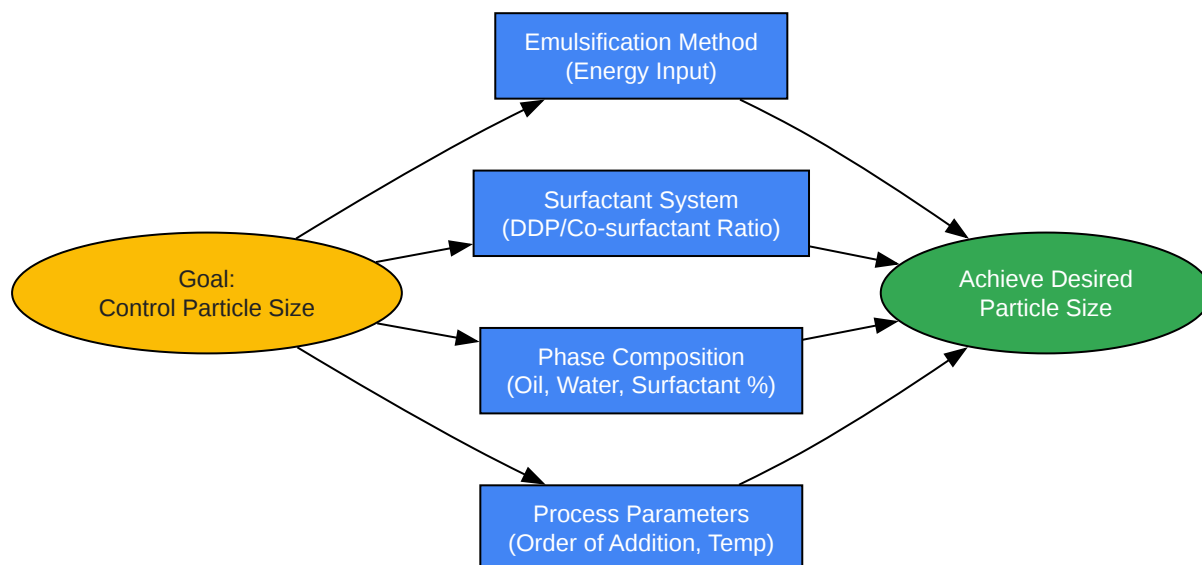 Emulsification Method
(Energy Input)
Surfactant System
(DDP/Co-surfactant Ratio)
Goal:
Control Particle Size
Achieve Desired
Particle Size
Phase Composition
(Oil, Water, Surfactant %)
Process Parameters
(Order of Addition, Temp)